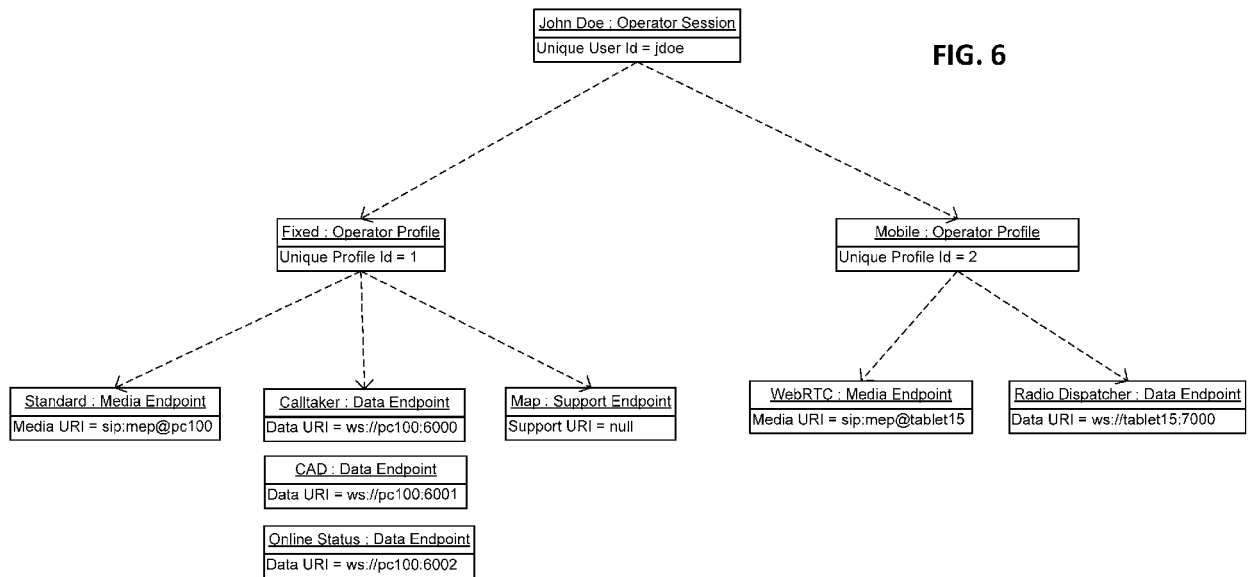 John Doe : Operator Session
Unique User Id = jdoe
FIG. 6
Fixed : Operator Profile
Unique Profile Id = 1
Mobile : Operator Profile
Unique Profile Id = 2
Standard : Media Endpoint
Media URI = sip:mep@pc100
Calltaker : Data Endpoint
Data URI = ws://pc100:6000
Map : Support Endpoint
Support URI = null
WebRTC : Media Endpoint
Media URI = sip:mep@tablet15
Radio Dispatcher : Data Endpoint
Data URI = ws://tablet15:7000
CAD : Data Endpoint
Data URI = ws://pc100:6001
Online Status : Data Endpoint
Data URI = ws://pc100:6002